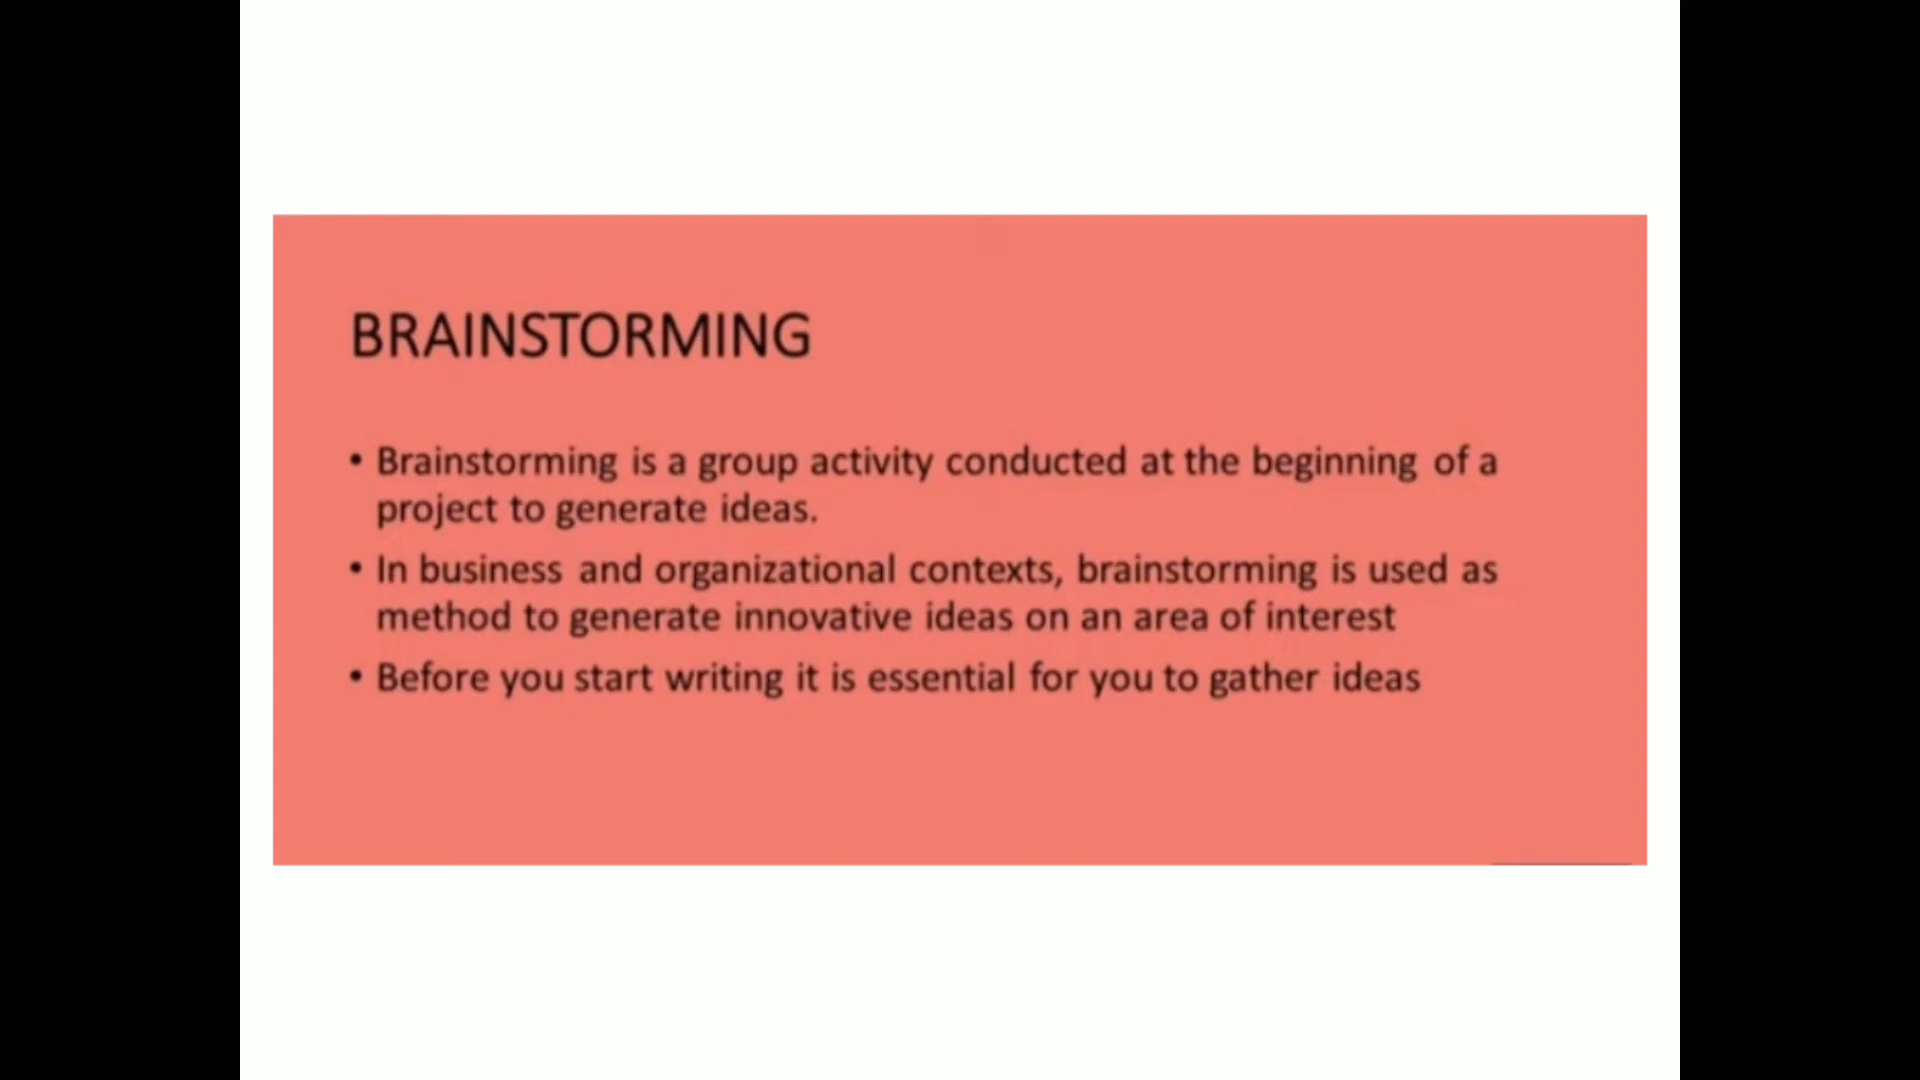 BRAINSTORMING
• Brainstorming is a group activity conducted at the beginning of a
project to generate ideas.
• In business and organizational contexts, brainstorming is used as
method to generate innovative ideas on an area of interest
• Before you start writing it is essential for you to gather ideas